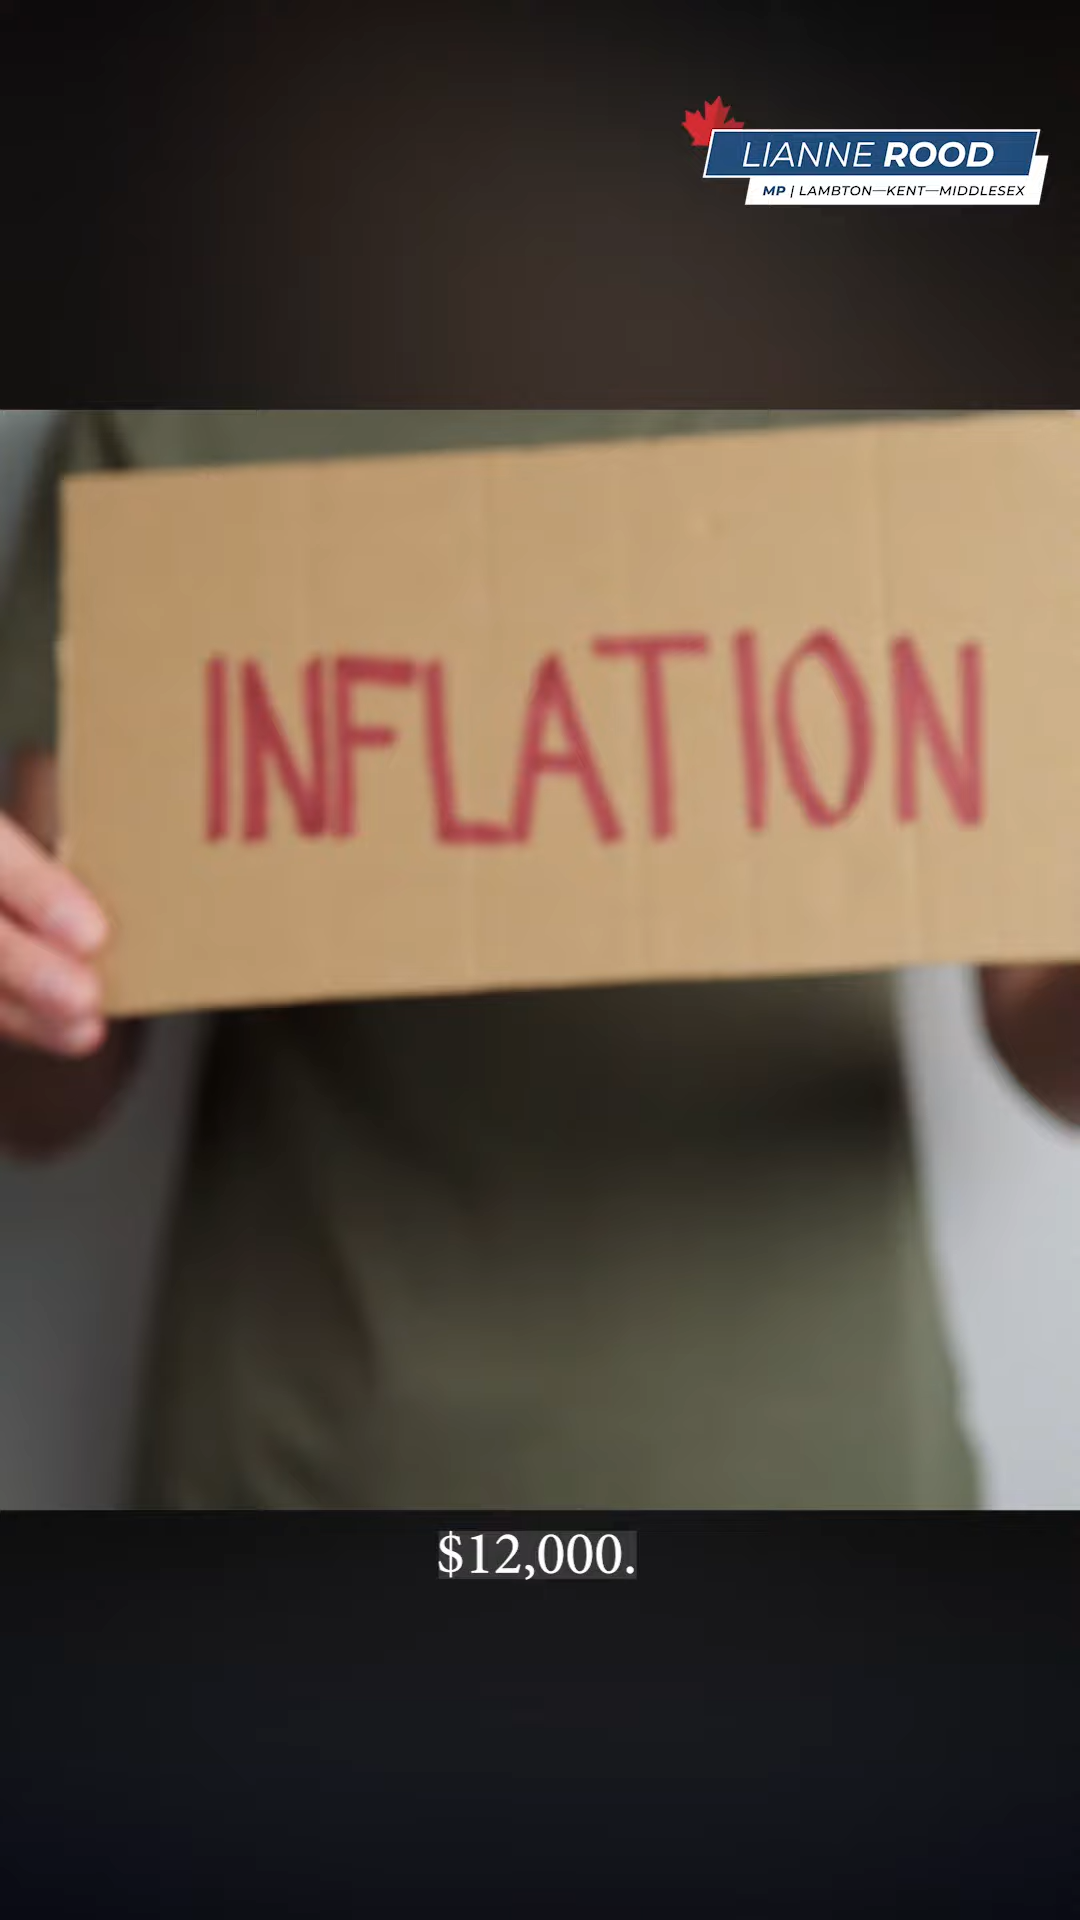 LIANNE ROOD
MP | LAMBTON—KENT—MIDDLESEX
INFLATION
$12,000.